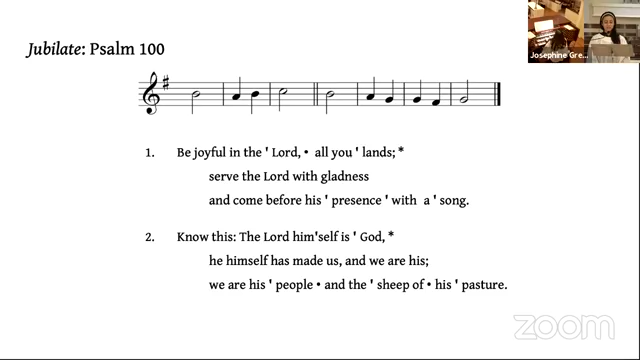 Jubilate: Psalm 100
Josephine Gre...
1. Be joyful in the ' Lord, • all you ' lands; *
serve the Lord with gladness
and come before his ' presence ' with a ' song.
2. Know this: The Lord him'self is ' God, *
he himself has made us, and we are his;
we are his ' people • and the ' sheep of • his ' pasture.
zoom